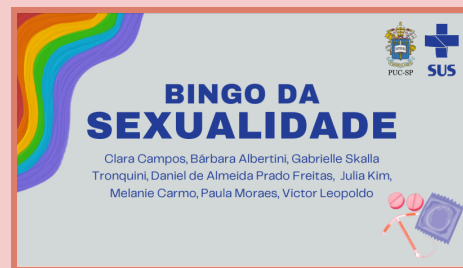 PUC-SP
SUS
BINGO DA
SEXUALIDADE
Clara Campos, Bárbara Albertini, Gabrielle Skalla
Tronquini, Daniel de Almeida Prado Freitas, Julia Kim,
Melanie Carmo, Paula Moraes, Victor Leopoldo